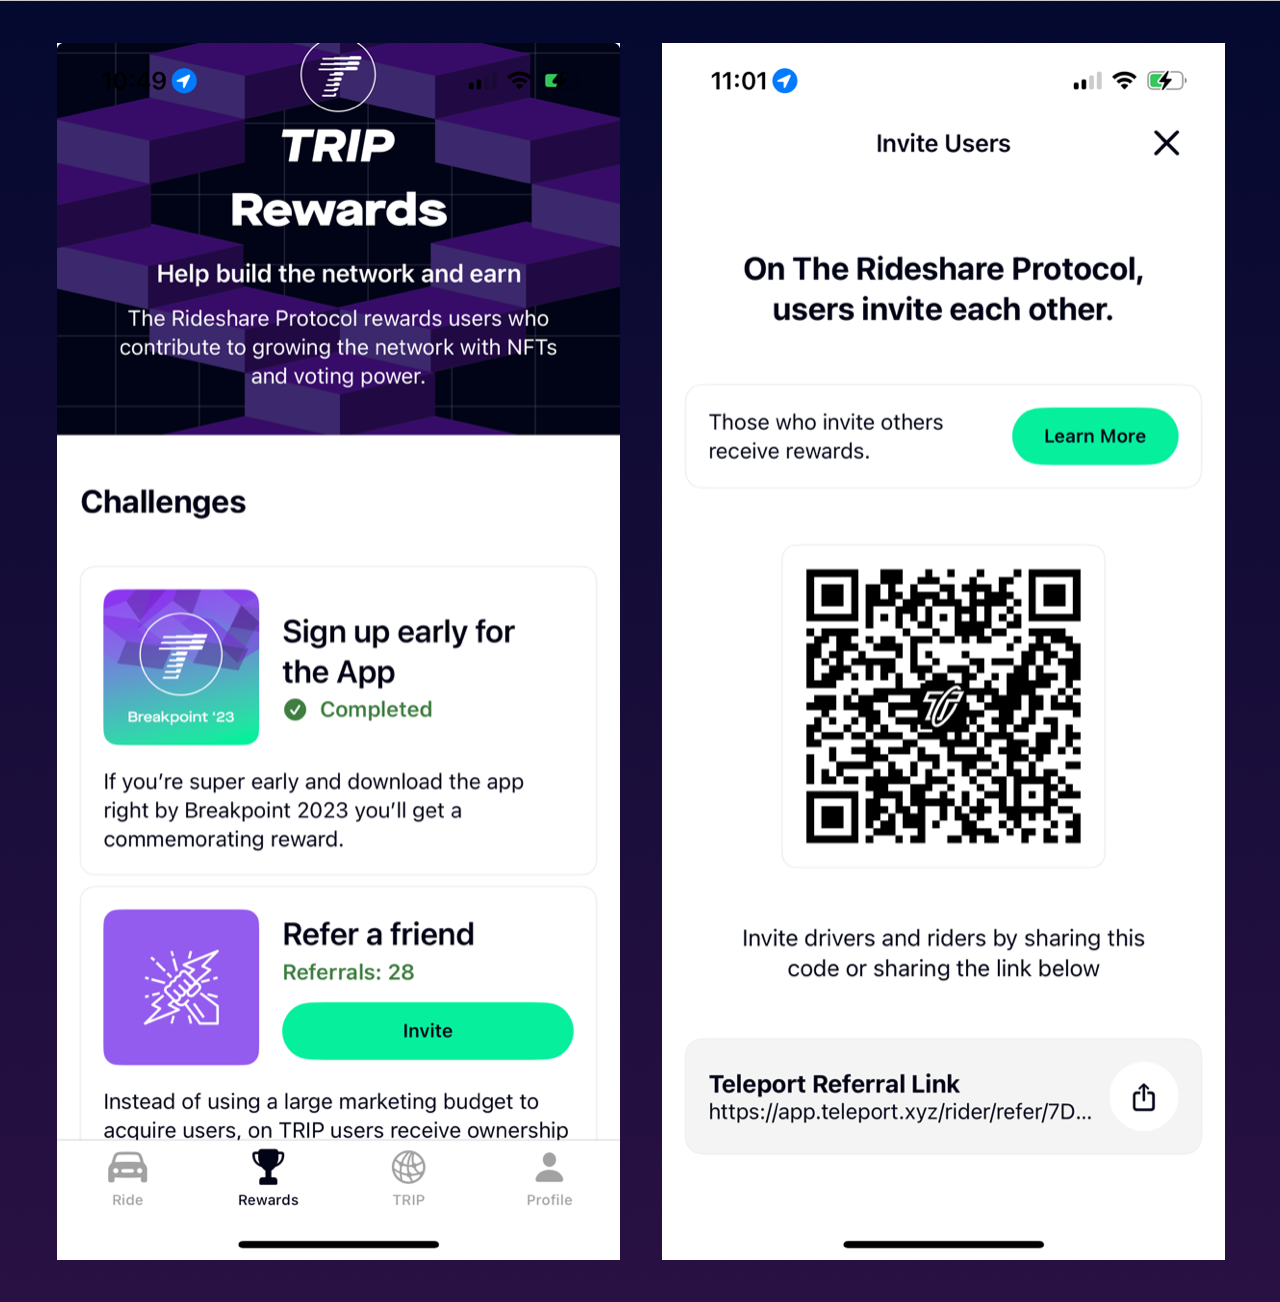 10:49
TRIP
Rewards
Help build the network and earn
The Rideshare Protocol rewards users who
contribute to growing the network with NFTs
and voting power.
Challenges
Breakpoint ‘23
Sign up early for
the App
Completed
If you’re super early and download the app
right by Breakpoint 2023 you’ll get a
commemorating reward.
Refer a friend
Referrals: 28
Invite
Instead of using a large marketing budget to
acquire users, on TRIP users receive ownership
Ride
Rewards
TRIP
Profile
11:01
Invite Users
On The Rideshare Protocol,
users invite each other.
Those who invite others
receive rewards.
Learn More
Invite drivers and riders by sharing this
code or sharing the link below
Teleport Referral Link
https://app.teleport.xyz/rider/refer/7D...